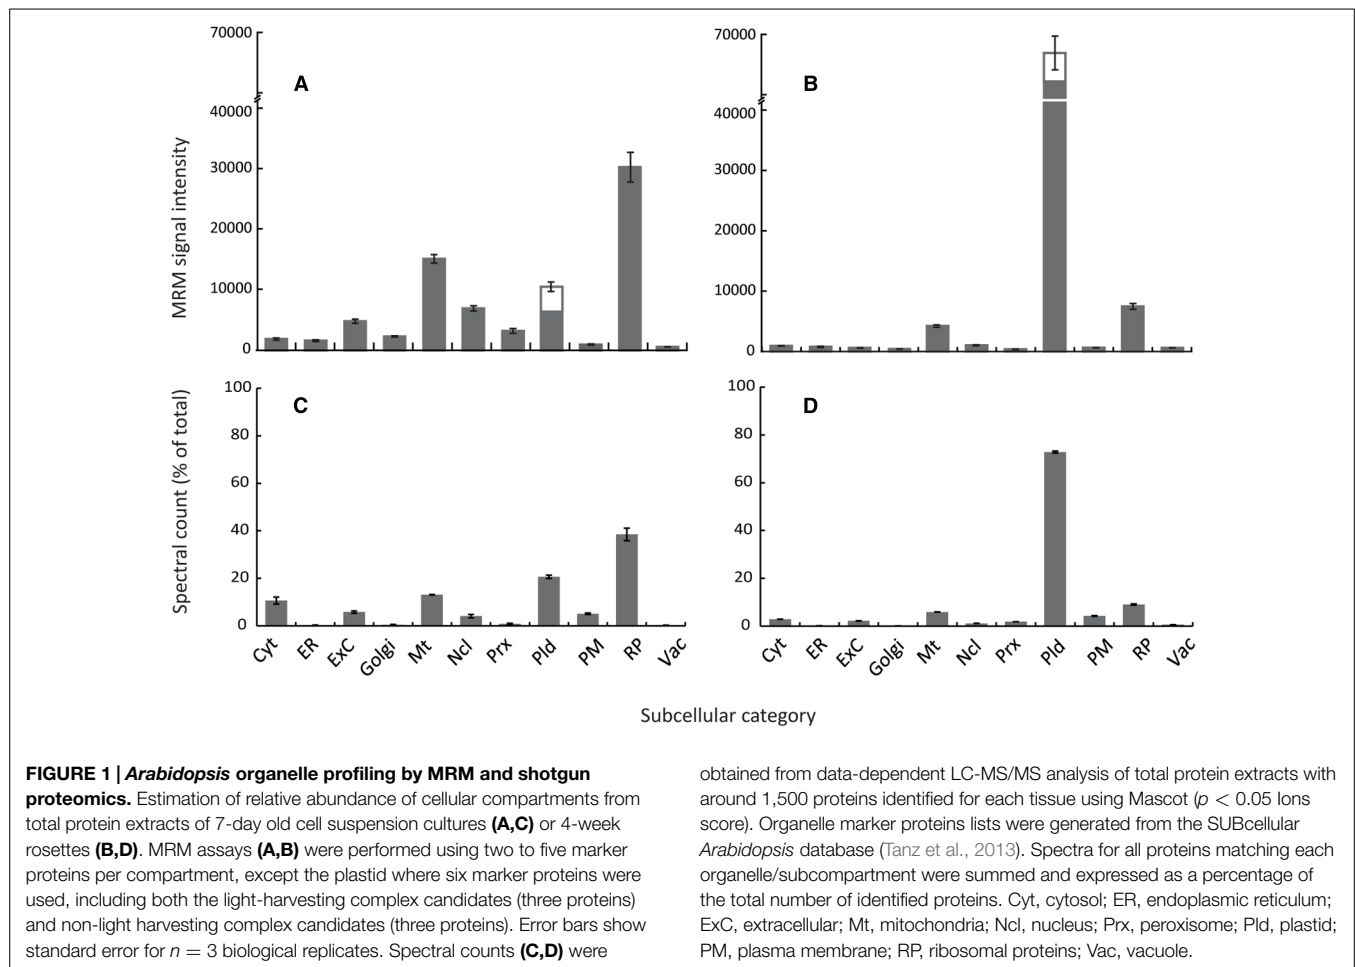 70000
40000
30000
20000
10000
0
MRM signal intensity
A
70000
40000
30000
20000
10000
0
B
100
80
60
40
20
0
Spectral count (% of total)
C
Cyt
ER
ExC
Golgi
Mt
Ncl
Prx
Pld
PM
RP
Vac
100
80
60
40
20
0
D
Cyt
ER
ExC
Golgi
Mt
Ncl
Prx
Pld
PM
RP
Vac
Subcellular category
FIGURE 1 | Arabidopsis organelle profiling by MRM and shotgun
proteomics. Estimation of relative abundance of cellular compartments from
total protein extracts of 7-day old cell suspension cultures (A,C) or 4-week
rosettes (B,D). MRM assays (A,B) were performed using two to five marker
proteins per compartment, except the plastid where six marker proteins were
used, including both the light-harvesting complex candidates (three proteins)
and non-light harvesting complex candidates (three proteins). Error bars show
standard error for n = 3 biological replicates. Spectral counts (C,D) were
obtained from data-dependent LC-MS/MS analysis of total protein extracts with
around 1,500 proteins identified for each tissue using Mascot (p < 0.05 Ions
score). Organelle marker proteins lists were generated from the SUBcellular
Arabidopsis database (Tanz et al., 2013). Spectra for all proteins matching each
organelle/subcompartment were summed and expressed as a percentage of
the total number of identified proteins. Cyt, cytosol; ER, endoplasmic reticulum;
ExC, extracellular; Mt, mitochondria; Ncl, nucleus; Prx, peroxisome; Pld, plastid;
PM, plasma membrane; RP, ribosomal proteins; Vac, vacuole.